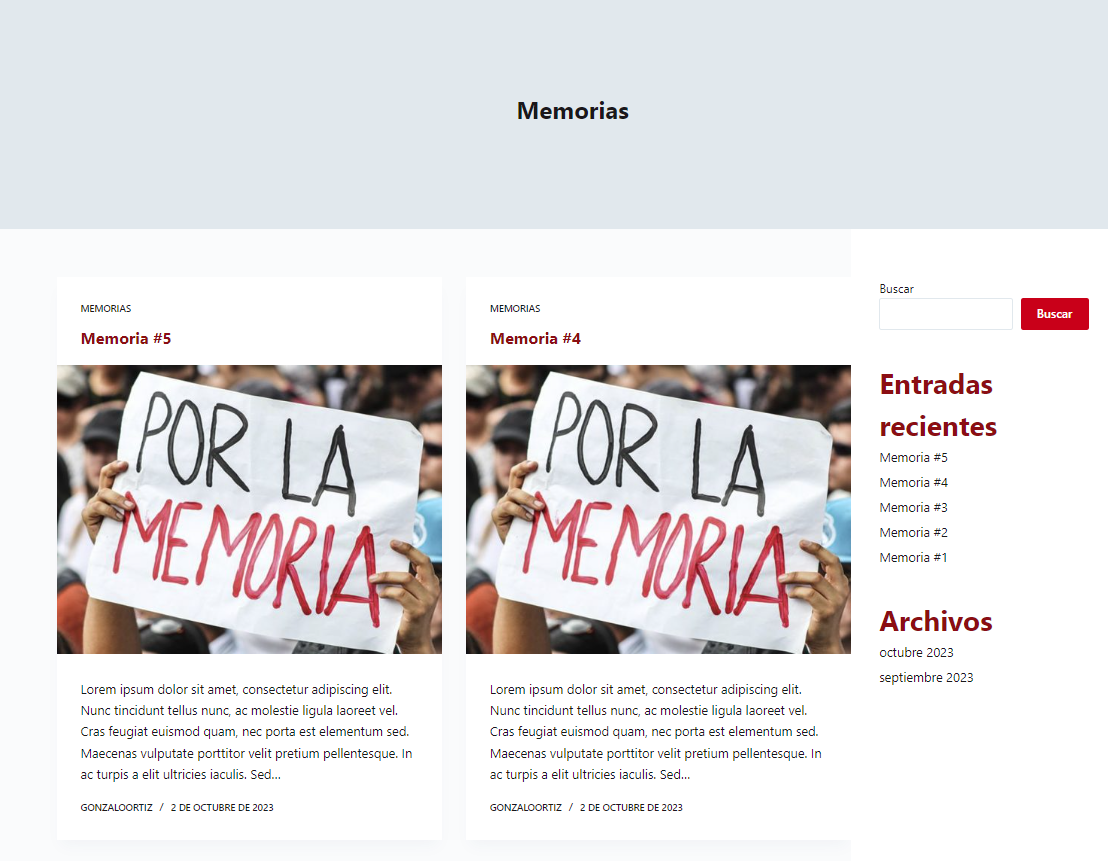 Memorias
MEMORIAS
Memoria #5
POR LA
MEMORIA
Lorem ipsum dolor sit amet, consectetur adipiscing elit.
Nunc tincidunt tellus nunc, ac molestie ligula laoreet vel.
Cras feugiat euismod quam, nec porta est elementum sed.
Maecenas vulputate porttitor velit pretium pellentesque. In
ac turpis a elit ultricies iaculis. Sed…
GONZALOORTIZ / 2 DE OCTUBRE DE 2023
MEMORIAS
Memoria #4
POR LA
MEMORIA
Lorem ipsum dolor sit amet, consectetur adipiscing elit.
Nunc tincidunt tellus nunc, ac molestie ligula laoreet vel.
Cras feugiat euismod quam, nec porta est elementum sed.
Maecenas vulputate porttitor velit pretium pellentesque. In
ac turpis a elit ultricies iaculis. Sed…
GONZALOORTIZ / 2 DE OCTUBRE DE 2023
Buscar
Buscar
Entradas
recientes
Memoria #5
Memoria #4
Memoria #3
Memoria #2
Memoria #1
Archivos
octubre 2023
septiembre 2023